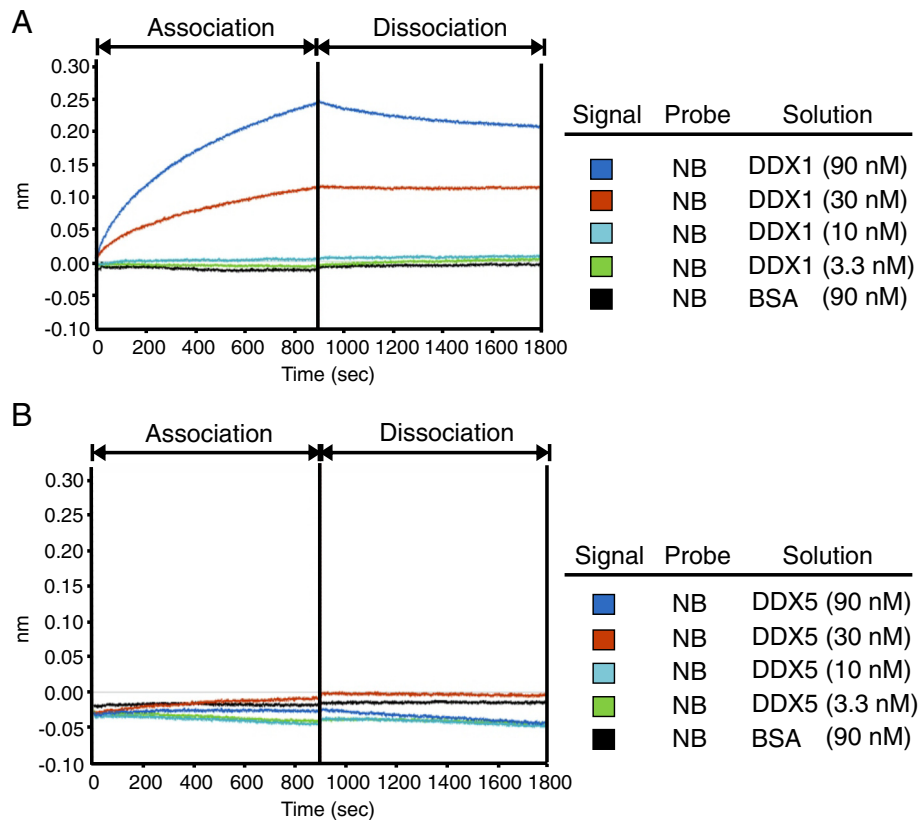 A
Association Dissociation
0.30
0.25
0.20
0.15
0.10
0.05
0.00
-0.05
-0.10
nm
0 200 400 600 800 1000 1200 1400 1600 1800
Time (sec)
Signal Probe Solution
NB DDX1 (90 nM)
NB DDX1 (30 nM)
NB DDX1 (10 nM)
NB DDX1 (3.3 nM)
NB BSA (90 nM)
B
Association Dissociation
0.30
0.25
0.20
0.15
0.10
0.05
0.00
-0.05
-0.10
nm
0 200 400 600 800 1000 1200 1400 1600 1800
Time (sec)
Signal Probe Solution
NB DDX5 (90 nM)
NB DDX5 (30 nM)
NB DDX5 (10 nM)
NB DDX5 (3.3 nM)
NB BSA (90 nM)